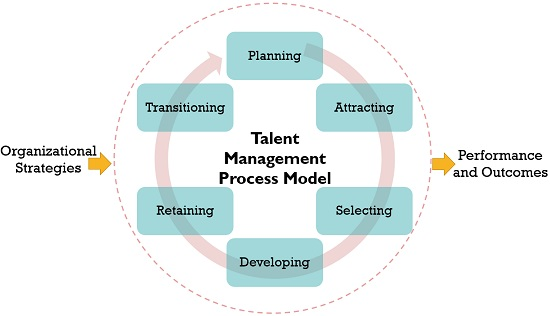 Planning
Transitioning
Attracting
Talent
Management
Process Model
Organizational
Strategies
Performance
and Outcomes
Retaining
Selecting
Developing